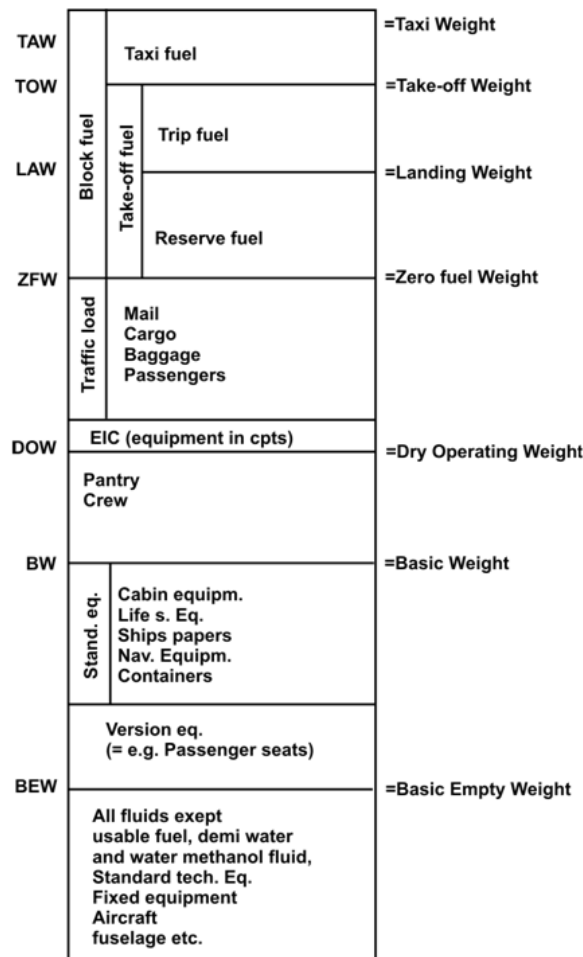 TAW
=Taxi Weight
Taxi fuel
TOW
=Take-off Weight
Block fuel
Take-off fuel
Trip fuel
LAW
=Landing Weight
Reserve fuel
ZFW
=Zero fuel Weight
Traffic load
Mail
Cargo
Baggage
Passengers
EIC (equipment in cpts)
DOW
=Dry Operating Weight
Pantry
Crew
BW
=Basic Weight
Stand. eq.
Cabin equipm.
Life s. Eq.
Ships papers
Nav. Equipm.
Containers
Version eq.
(= e.g. Passenger seats)
BEW
=Basic Empty Weight
All fluids exept
usable fuel, demi water
and water methanol fluid,
Standard tech. Eq.
Fixed equipment
Aircraft
fuselage etc.